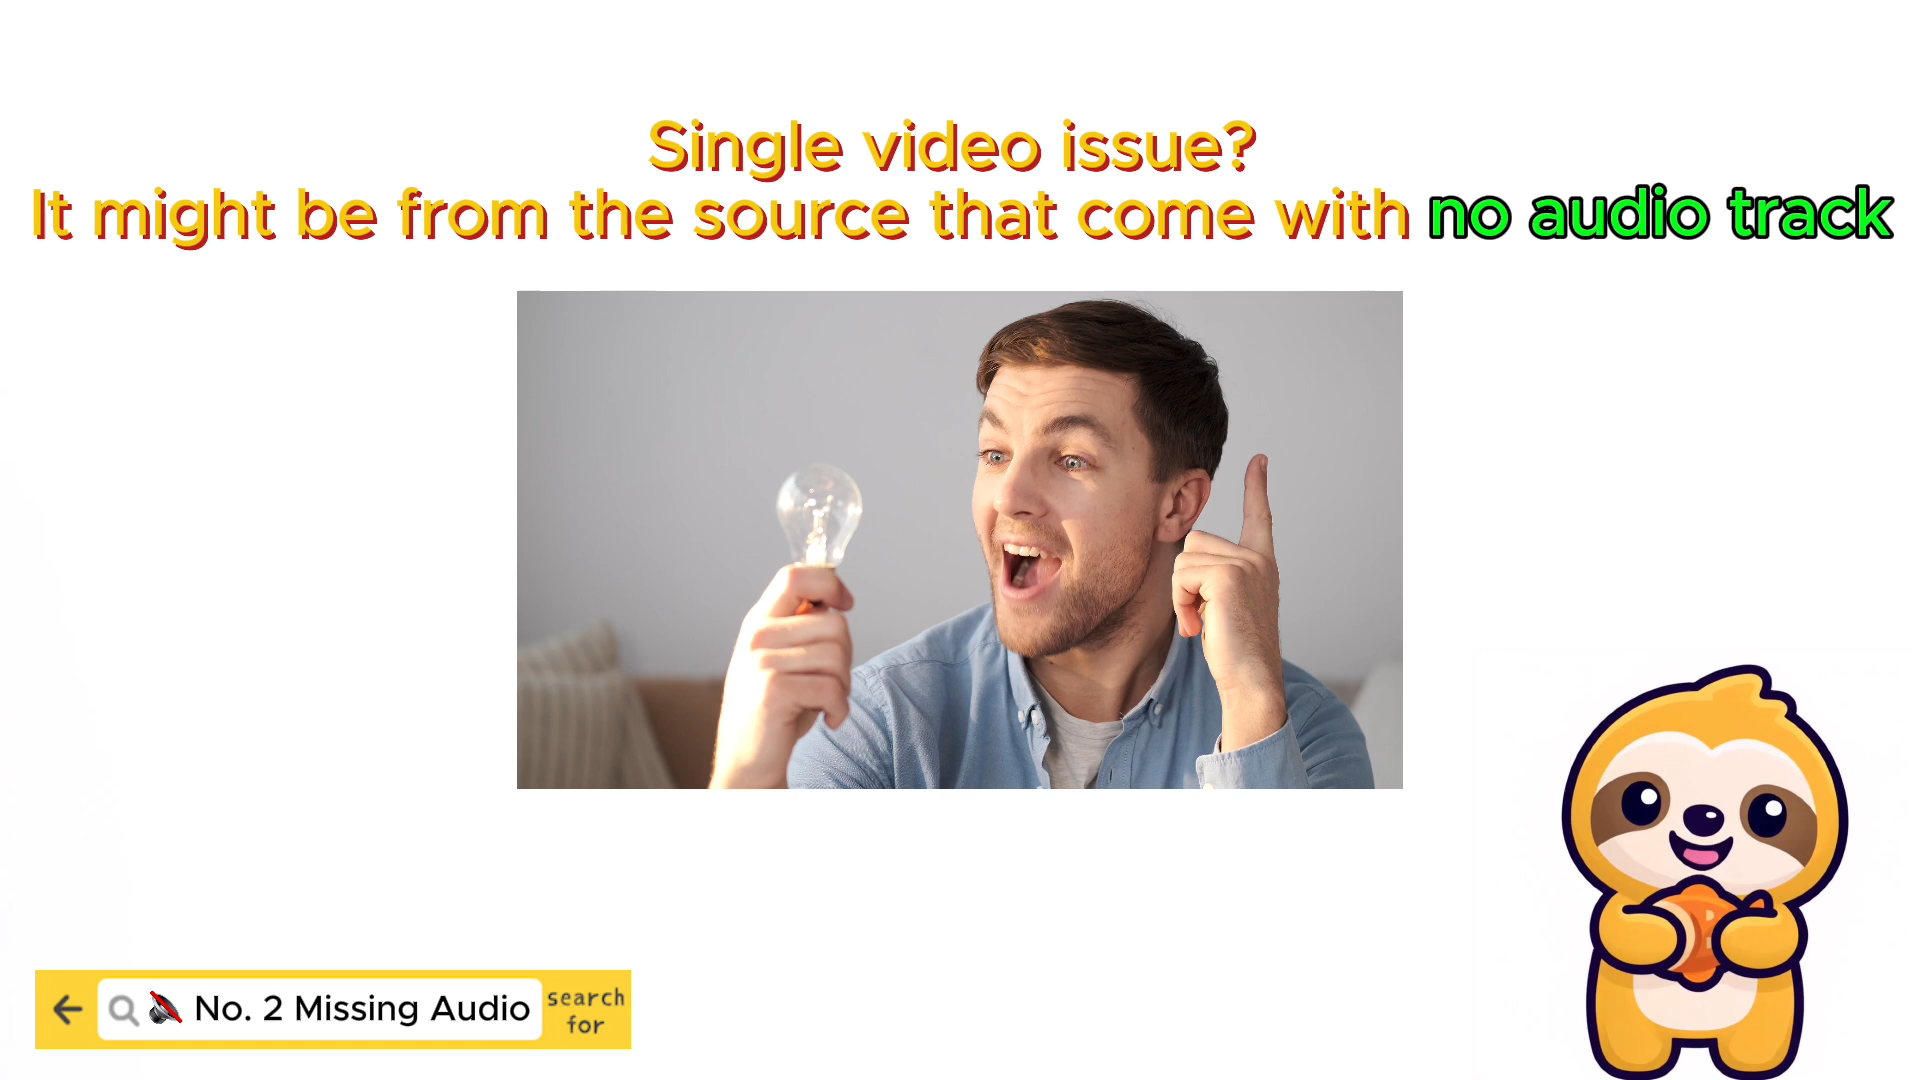 Single video issue?
It might be from the source that come with no audio track
No. 2 Missing Audio
search
for